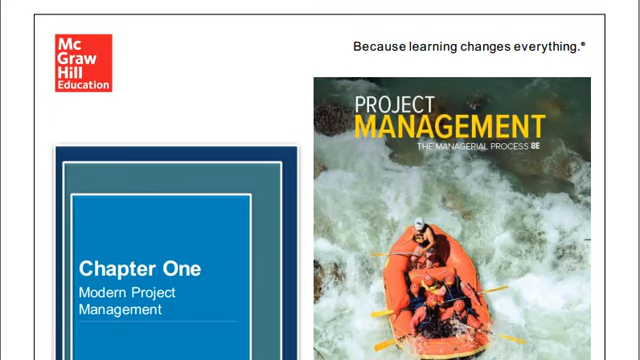 Mc
Graw
Hill
Education
Because learning changes everything.®
PROJECT
MANAGEMENT
THE MANAGERIAL PROCESS 8E
Chapter One
Modern Project
Management